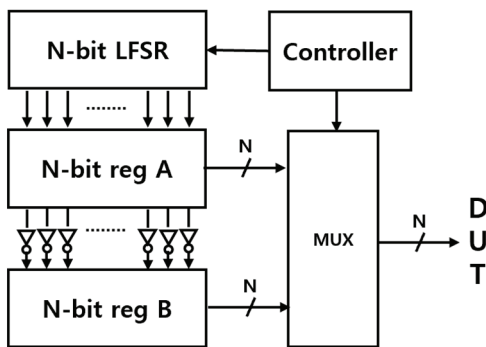 N-bit LFSR
Controller
........
N-bit reg A
N
MUX
N
D
U
T
........
N-bit reg B
N